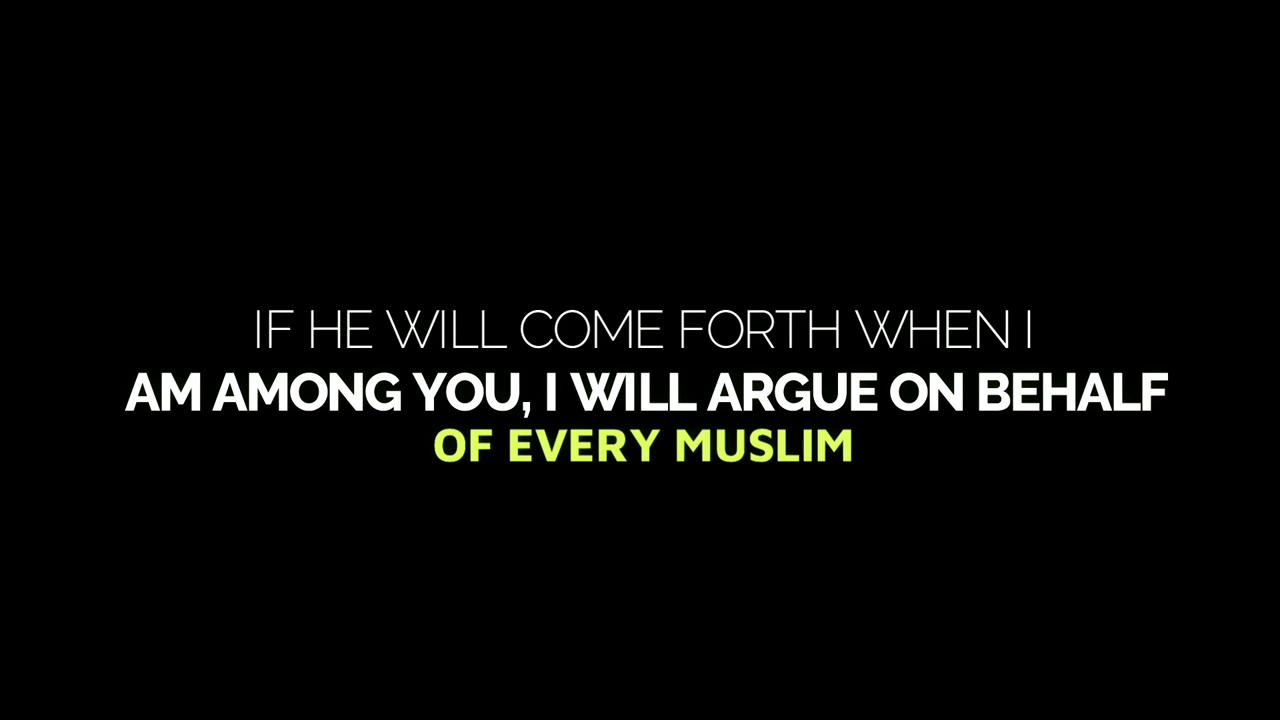 IF HE WILL COME FORTH WHEN I
AM AMONG YOU, I WILL ARGUE ON BEHALF
OF EVERY MUSLIM